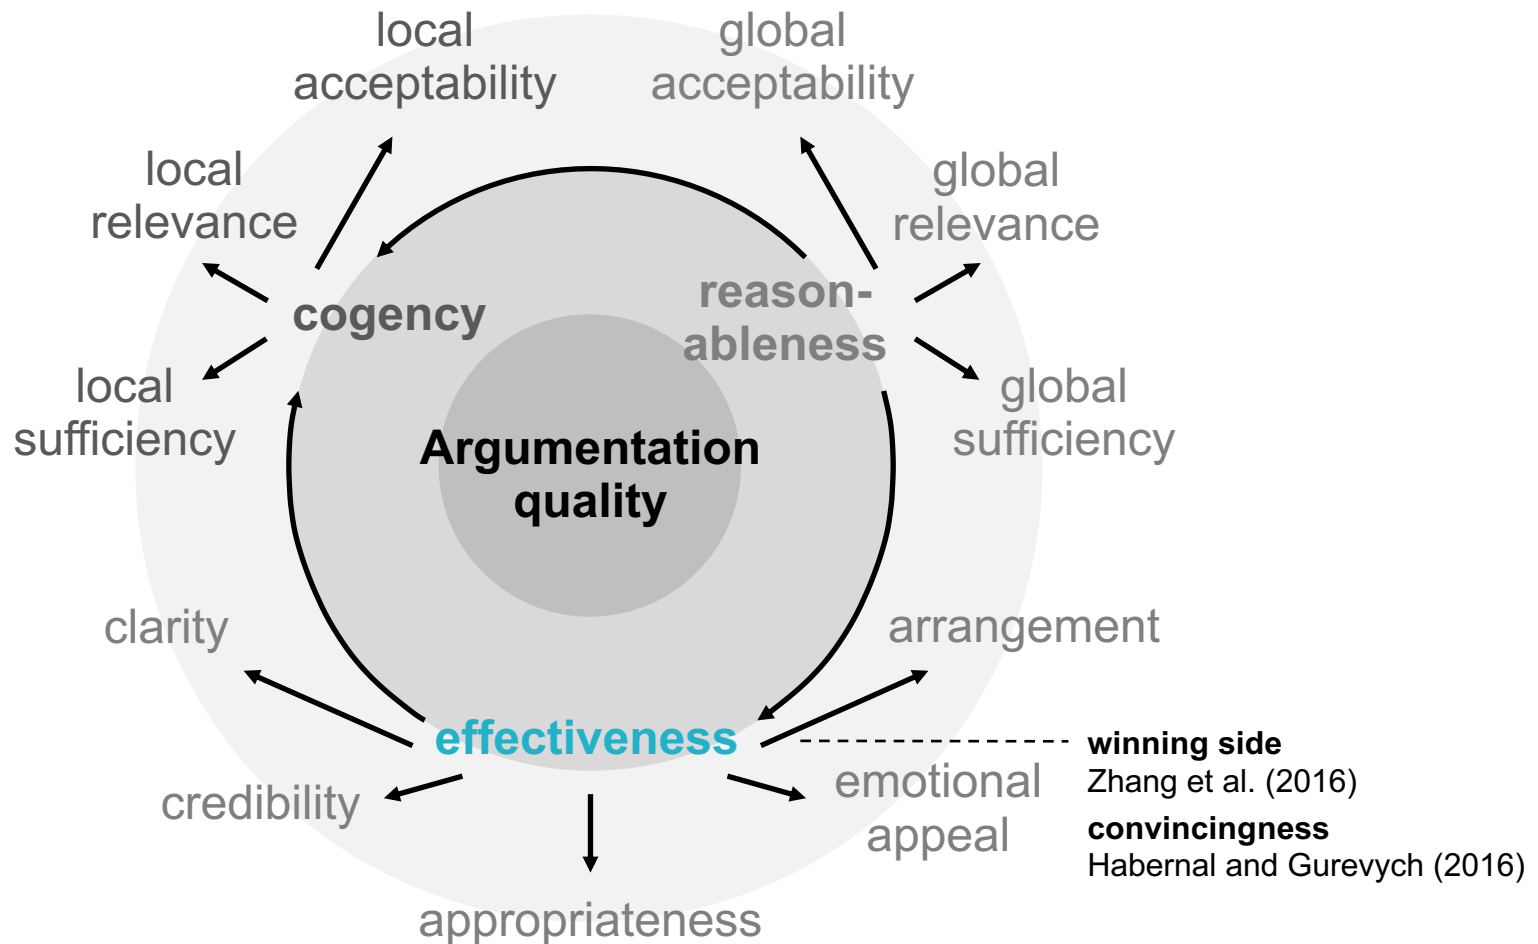 local
acceptability
global
acceptability
local
relevance
global
relevance
cogency
reason-
ableness
local
sufficiency
global
sufficiency
Argumentation
quality
clarity
arrangement
effectiveness
credibility
emotional
appeal
appropriateness
winning side
Zhang et al. (2016)
convincingness
Habernal and Gurevych (2016)